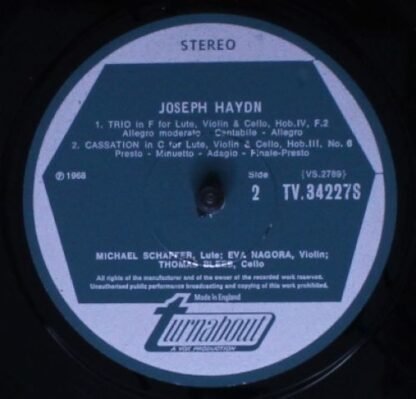 STEREO
JOSEPH HAYDN
1. TRIO in F for Lute, Violin & Cello, Hob.IV, F.2
Allegro moderato - Cantabile - Allegro
2. CASSATION in C for Lute, Violin & Cello, Hob.III, No. 6
Presto - Minuetto - Adagio - Finale-Presto
℗ 1968
Side (VS.2789)
2 TV.34227S
MICHAEL SCHAFFER, Lute; EVA NAGORA, Violin;
THOMAS BLEES, Cello
All rights of the manufacturer and of the owner of the recorded work reserved.
Unauthorised public performance broadcasting and copying of this work prohibited.
Made in England
turnabout
A VOX PRODUCTION